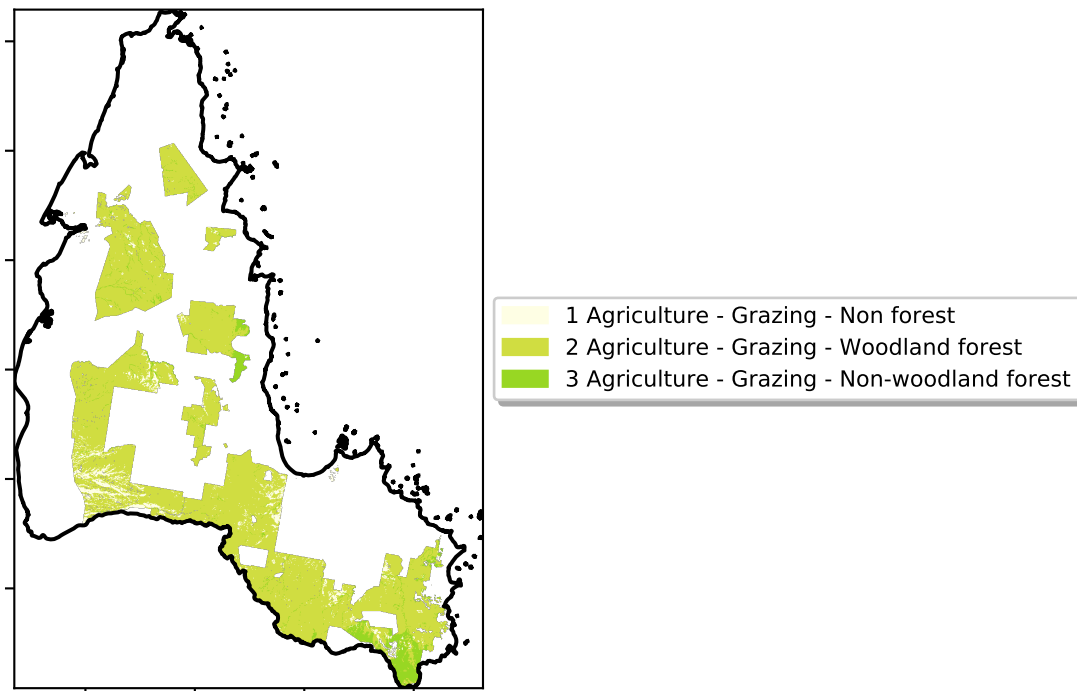 1 Agriculture - Grazing - Non forest
2 Agriculture - Grazing - Woodland forest
3 Agriculture - Grazing - Non-woodland forest